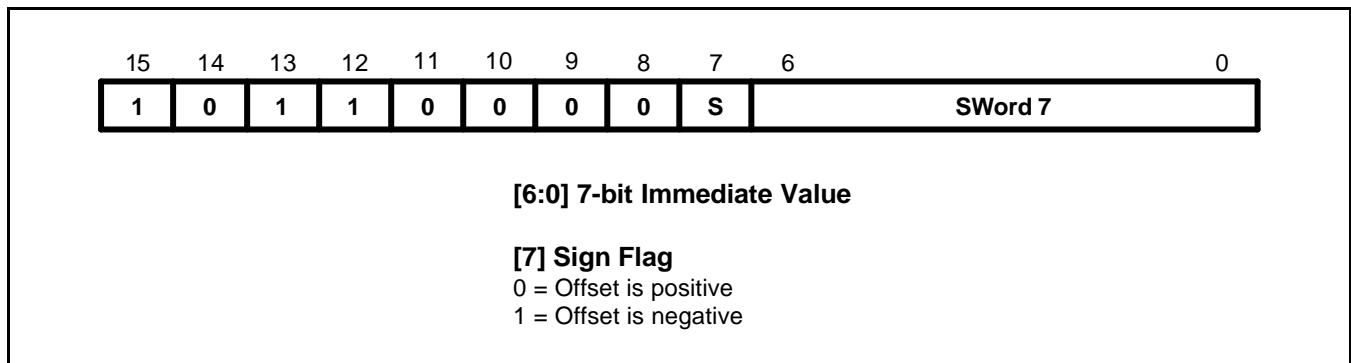 15 14 13 12 11 10 9 8 7 6 0
1 0 1 1 0 0 0 0 S SWord 7
[6:0] 7-bit Immediate Value
[7] Sign Flag
0 = Offset is positive
1 = Offset is negative